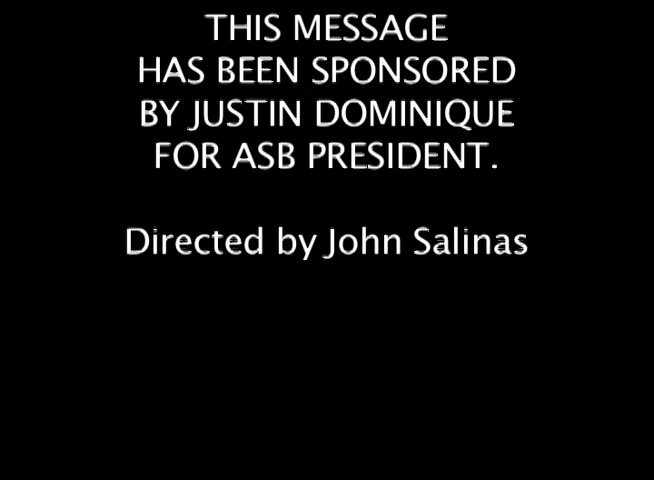 THIS MESSAGE
HAS BEEN SPONSORED
BY JUSTIN DOMINIQUE
FOR ASB PRESIDENT.
Directed by John Salinas